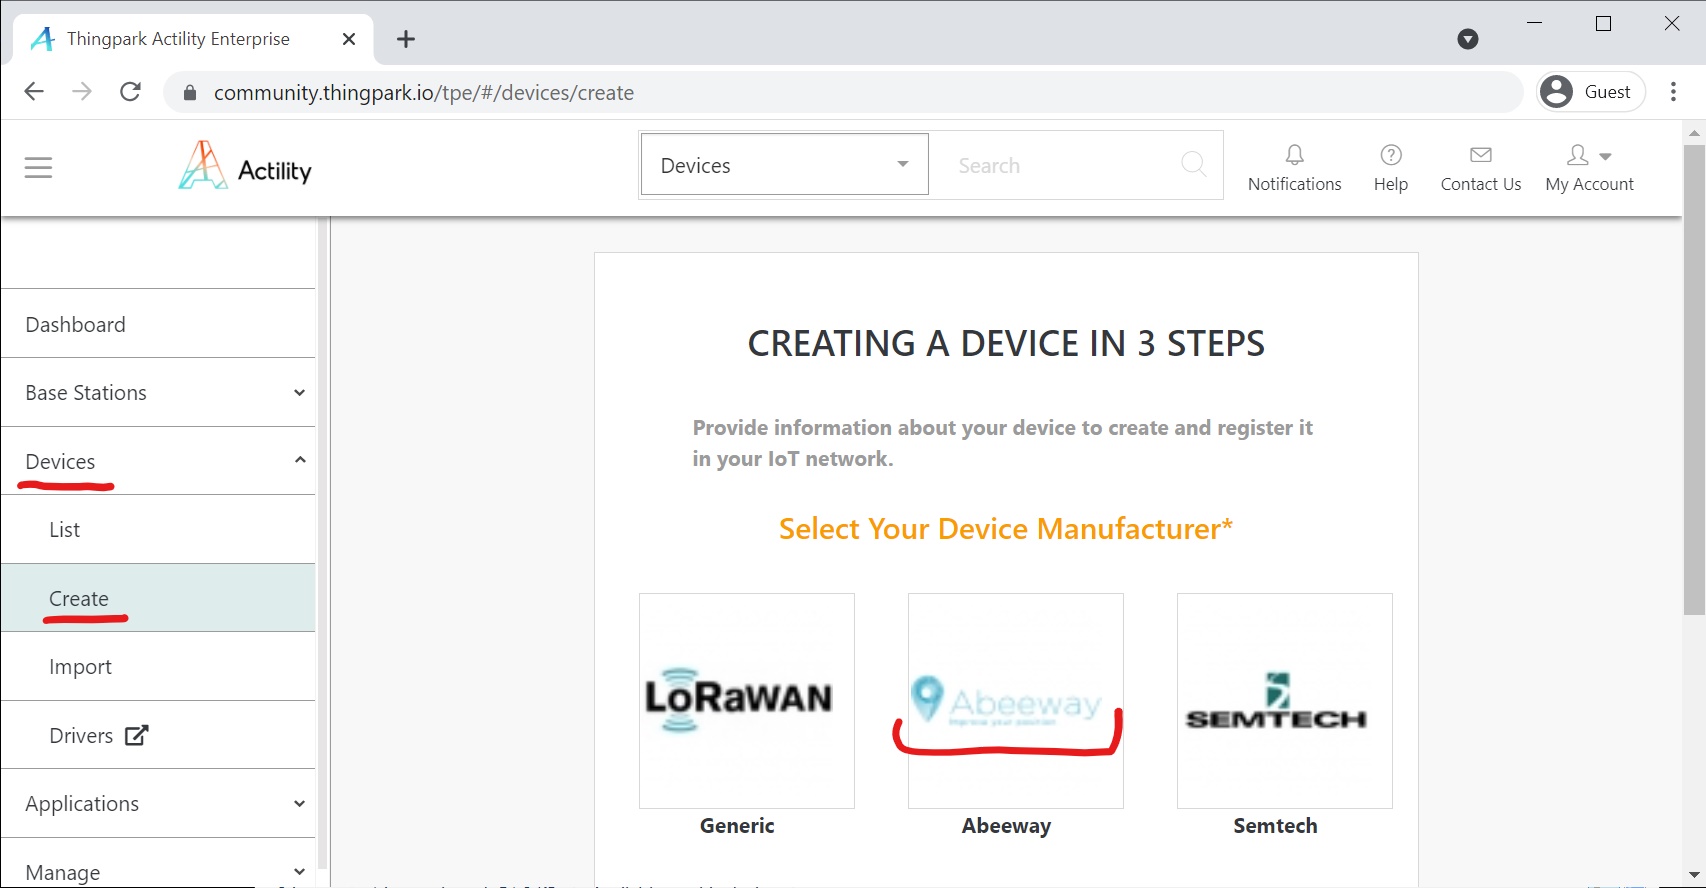 Thingpark Actility Enterprise
community.thingpark.io/tpe/#/devices/create
Guest
Actility
Devices
Search
Notifications
Help
Contact Us
My Account
Dashboard
Base Stations
Devices
List
Create
Import
Drivers
Applications
Manage
CREATING A DEVICE IN 3 STEPS
Provide information about your device to create and register it
in your IoT network.
Select Your Device Manufacturer*
LoRaWAN
Abeeway
Improve your position
SEMTECH
Generic
Abeeway
Semtech